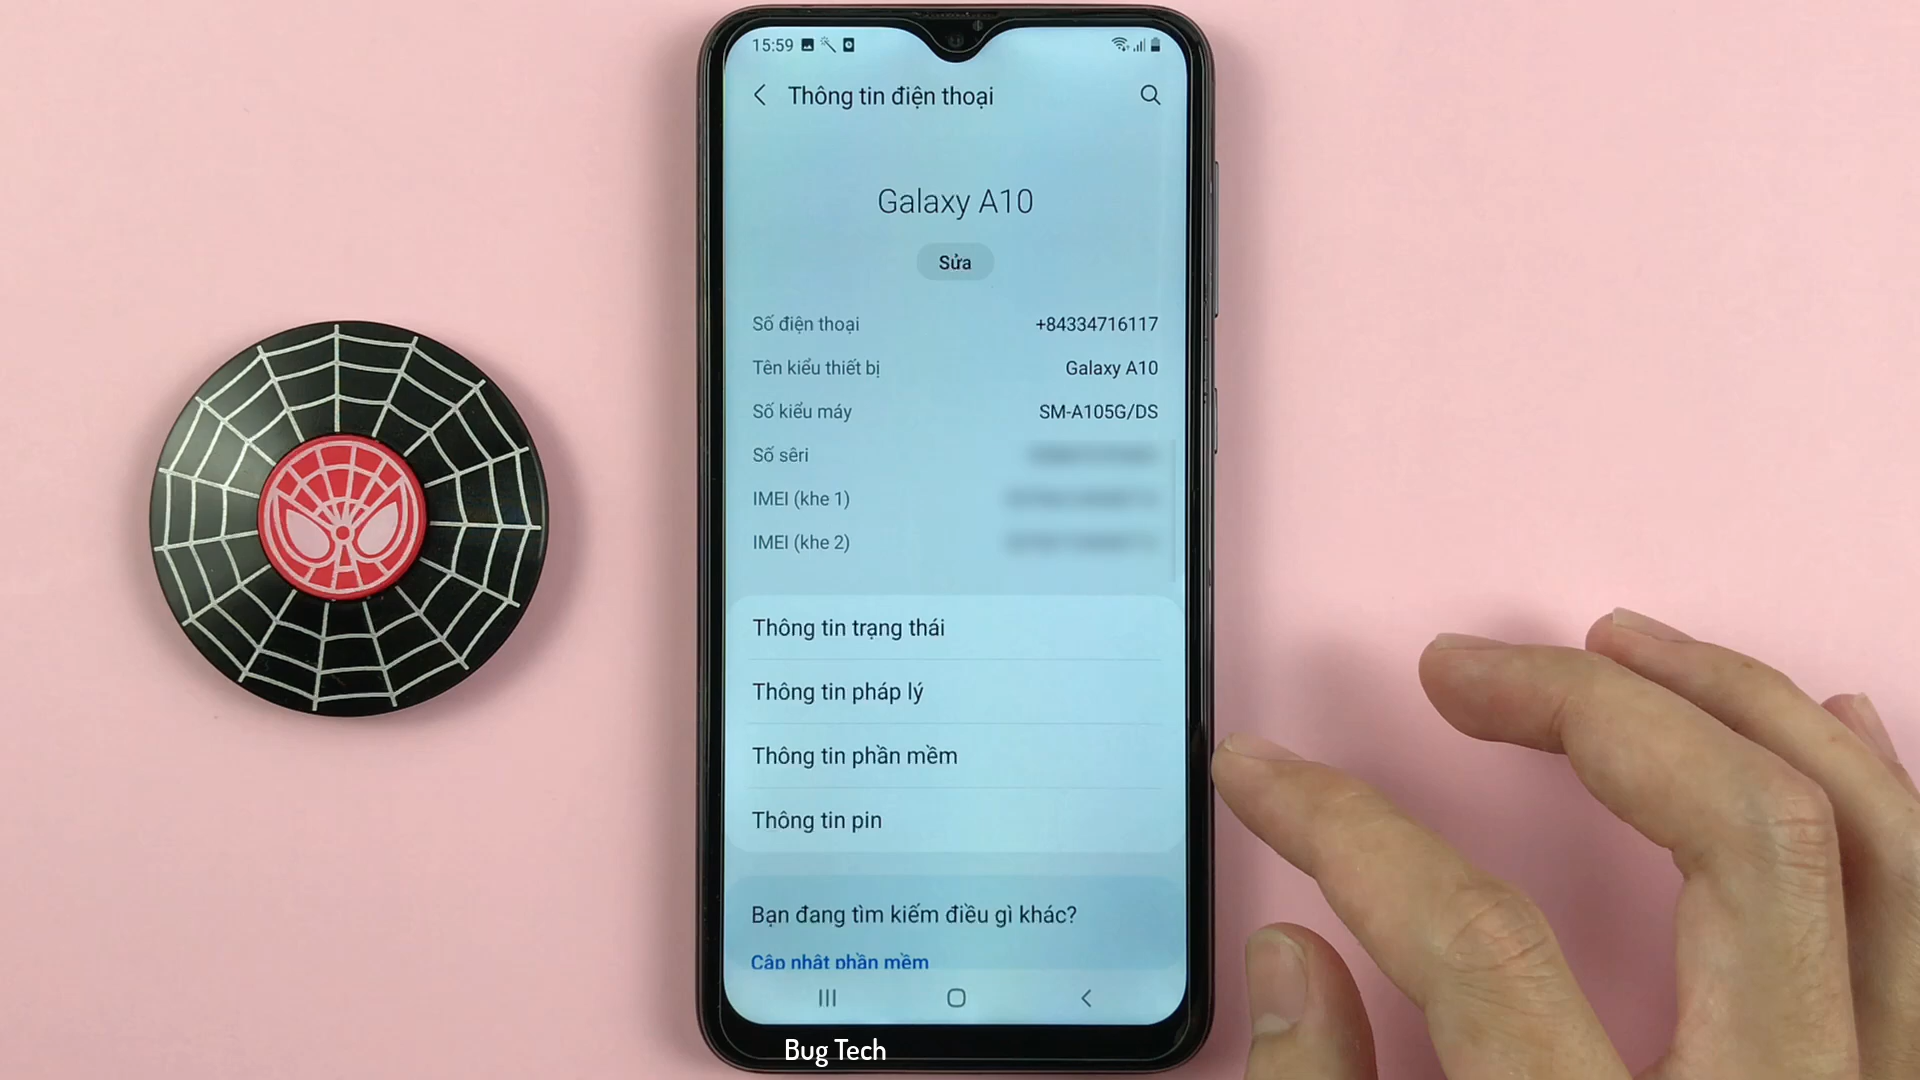 15:59
Thông tin điện thoại
Galaxy A10
Sửa
Số điện thoại +84334716117
Tên kiểu thiết bị Galaxy A10
Số kiểu máy SM-A105G/DS
Số sêri
IMEI (khe 1)
IMEI (khe 2)
Thông tin trạng thái
Thông tin pháp lý
Thông tin phần mềm
Thông tin pin
Bạn đang tìm kiếm điều gì khác?
Cập nhật phần mềm
Bug Tech